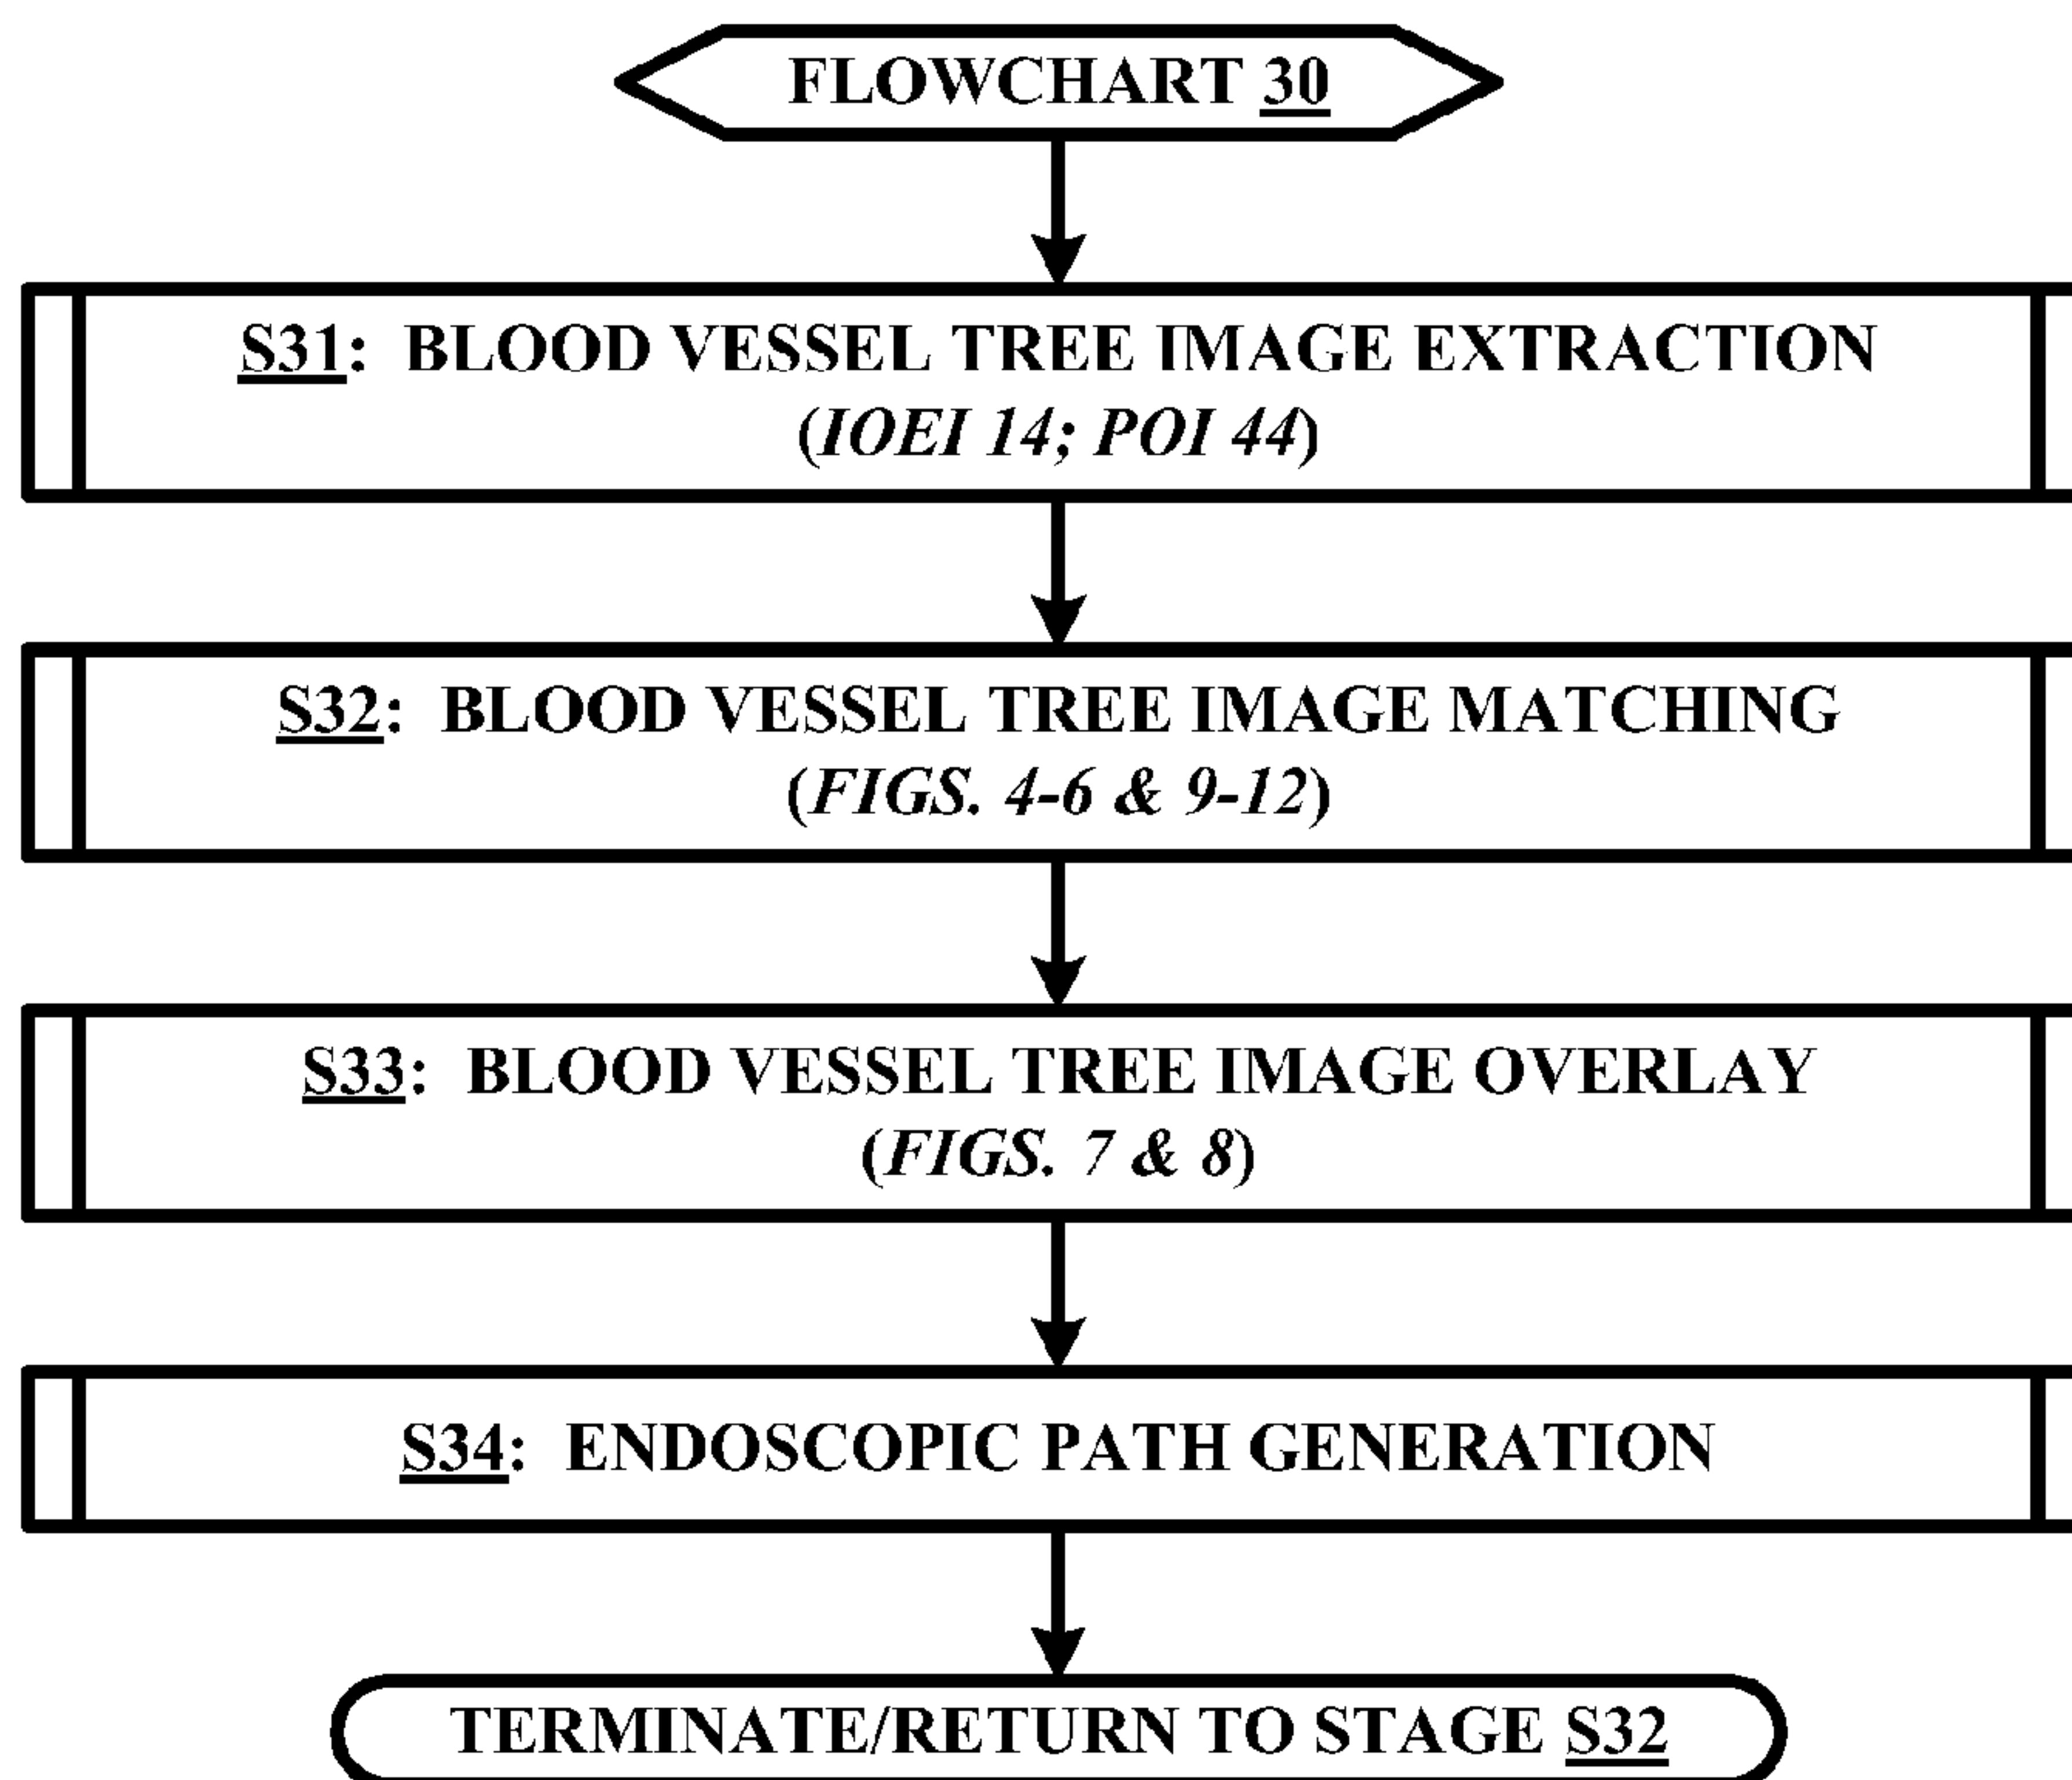 FLOWCHART 30
S31: BLOOD VESSEL TREE IMAGE EXTRACTION
(IOEI 14; POI 44)
S32: BLOOD VESSEL TREE IMAGE MATCHING
(FIGS. 4-6 & 9-12)
S33: BLOOD VESSEL TREE IMAGE OVERLAY
(FIGS. 7 & 8)
S34: ENDOSCOPIC PATH GENERATION
TERMINATE/RETURN TO STAGE S32